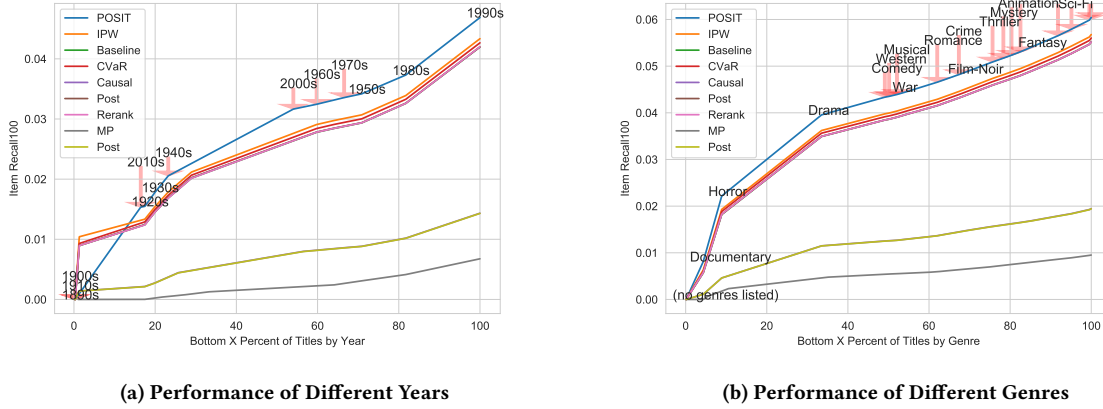 POSIT
IPW
Baseline
CVaR
Causal
Post
Rerank
MP
Post
1990s
1980s
1970s
1960s
2000s
1950s
1940s
2010s
1930s
1920s
1900s
1910s
1890s
0.04
0.03
0.02
0.01
0.00
Item Recall100
0 20 40 60 80 100
Bottom X Percent of Titles by Year
(a) Performance of Different Years
POSIT
IPW
Baseline
CVaR
Causal
Post
Rerank
MP
Post
Animation
Sci-Fi
Mystery
Thriller
Crime
Fantasy
Romance
Musical
Western
Comedy
Film-Noir
War
Drama
Horror
Documentary
(no genres listed)
0.06
0.05
0.04
0.03
0.02
0.01
0.00
Item Recall100
0 20 40 60 80 100
Bottom X Percent of Titles by Genre
(b) Performance of Different Genres